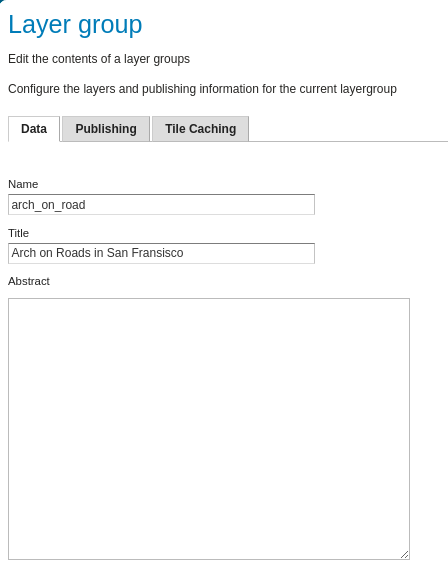 Layer group
Edit the contents of a layer groups
Configure the layers and publishing information for the current layergroup
Data Publishing Tile Caching
Name
arch_on_road
Title
Arch on Roads in San Fransisco
Abstract